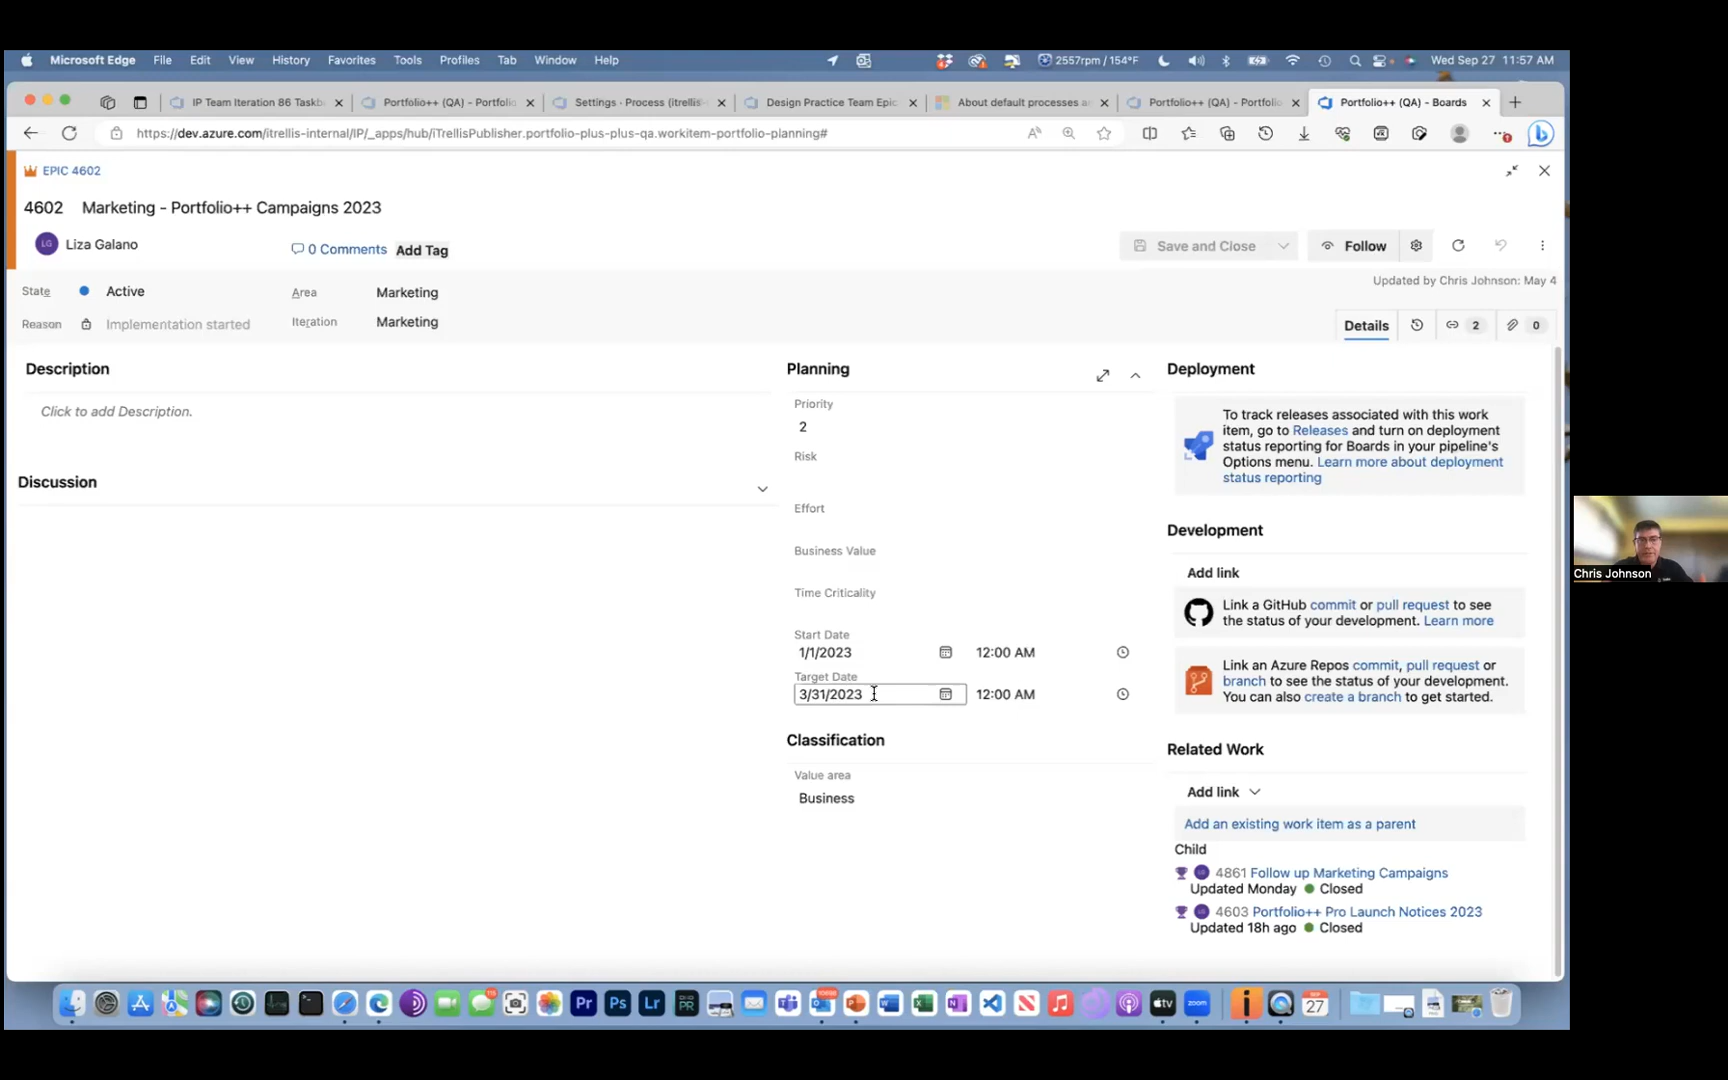 Microsoft Edge File Edit View History Favorites Tools Profiles Tab Window Help 2557rpm / 154°F Wed Sep 27 11:57 AM
IP Team Iteration 86 Taskb Portfolio++ (QA) - Portfolio Settings · Process (itrellis- Design Practice Team Epic About default processes a Portfolio++ (QA) - Portfolio Portfolio++ (QA) - Boards
https://dev.azure.com/itrellis-internal/IP/_apps/hub/iTrellisPublisher.portfolio-plus-plus-qa.workitem-portfolio-planning#
EPIC 4602
4602 Marketing - Portfolio++ Campaigns 2023
LG Liza Galano 0 Comments Add Tag Save and Close Follow
Updated by Chris Johnson: May 4
State Active Area Marketing
Reason Implementation started Iteration Marketing
Details 2 0
Description
Click to add Description.
Discussion
Planning
Priority
2
Risk
Effort
Business Value
Time Criticality
Start Date
1/1/2023 12:00 AM
Target Date
3/31/2023 12:00 AM
Classification
Value area
Business
Deployment
To track releases associated with this work
item, go to Releases and turn on deployment
status reporting for Boards in your pipeline's
Options menu. Learn more about deployment
status reporting
Development
Add link
Link a GitHub commit or pull request to see
the status of your development. Learn more
Link an Azure Repos commit, pull request or
branch to see the status of your development.
You can also create a branch to get started.
Related Work
Add link
Add an existing work item as a parent
Child
4861 Follow up Marketing Campaigns
Updated Monday Closed
4603 Portfolio++ Pro Launch Notices 2023
Updated 18h ago Closed
Chris Johnson
Pr Ps Lr PR tv zoom i SEP 27